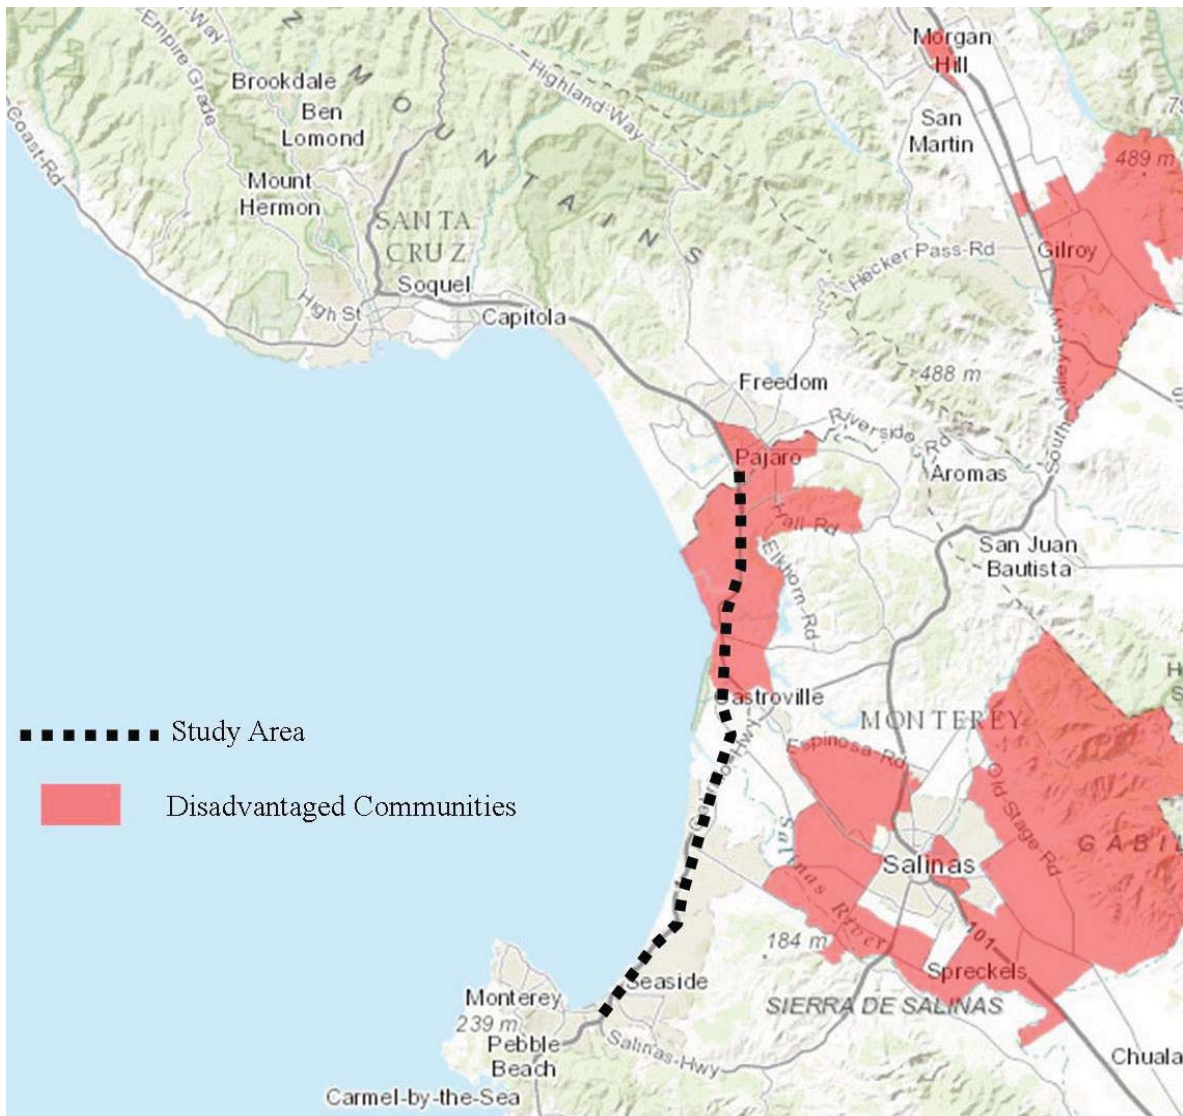 Way
Empire Grade
Coast-Rd
Brookdale
Ben
Lomond
Mount
Hermon
MOUNTAINS
Highland-Way
Morgan
Hill
San
Martin
489 m
SANTA
CRUZ
Soquel
High St
Capitola
Hecker Pass-Rd
Gilroy
488 m
Freedom
Riverside Rd
Pajaro
Aromas
Hall-Rd
Elkhorn-Rd
San Juan
Bautista
Castroville
MONTEREY
Espinosa-Rd
Old-Stage-Rd
Study Area
Disadvantaged Communities
Salinas
GABIL
Salinas River
101
184 m
Spreckels
Seaside
Monterey
239 m
SIERRA DE SALINAS
Pebble
Beach
Salinas-Hwy
Chuala
Carmel-by-the-Sea